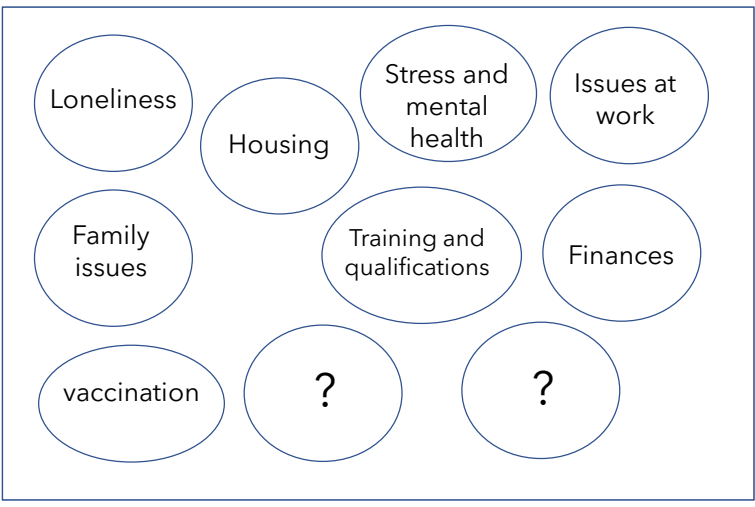 Loneliness
Housing
Stress and
mental
health
Issues at
work
Family
issues
Training and
qualifications
Finances
vaccination
?
?